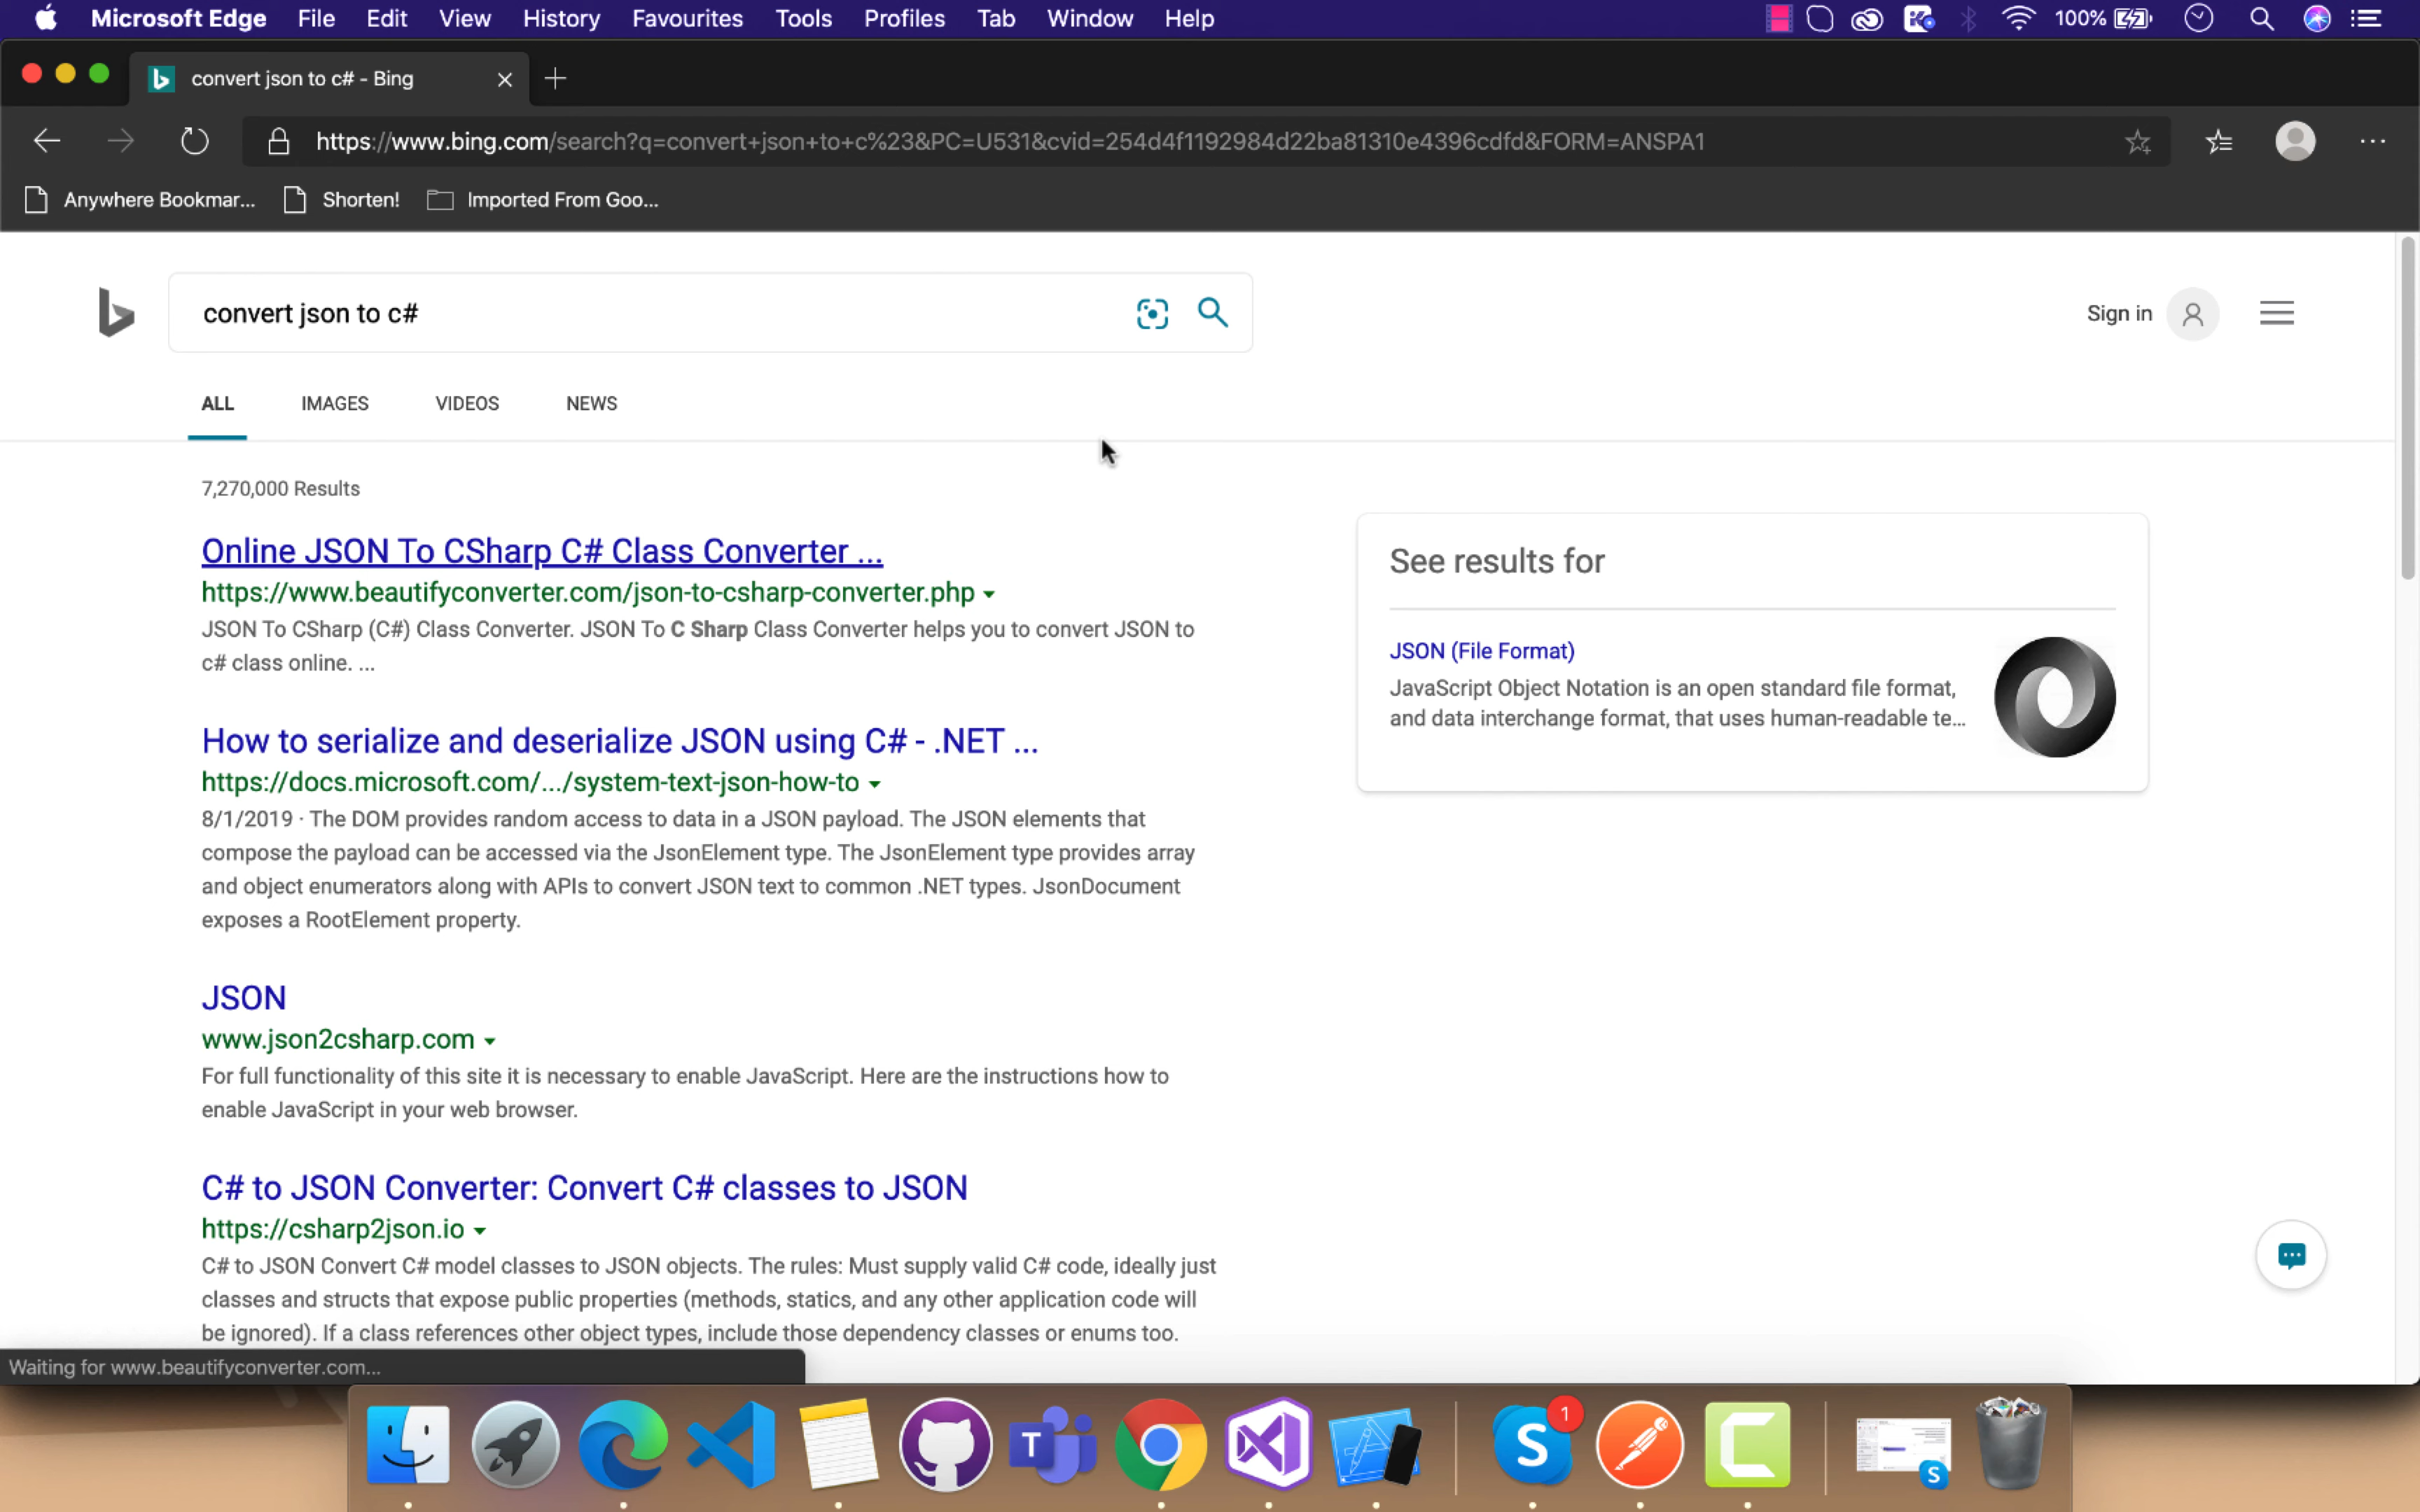 Microsoft Edge File Edit View History Favourites Tools Profiles Tab Window Help 100%
convert json to c# - Bing
https://www.bing.com/search?q=convert+json+to+c%23&PC=U531&cvid=254d4f1192984d22ba81310e4396cdfd&FORM=ANSPA1
Anywhere Bookmar... Shorten! Imported From Goo...
convert json to c#
Sign in
ALL IMAGES VIDEOS NEWS
7,270,000 Results
Online JSON To CSharp C# Class Converter ...
https://www.beautifyconverter.com/json-to-csharp-converter.php
JSON To CSharp (C#) Class Converter. JSON To C Sharp Class Converter helps you to convert JSON to
c# class online. ...
How to serialize and deserialize JSON using C# - .NET ...
https://docs.microsoft.com/.../system-text-json-how-to
8/1/2019 · The DOM provides random access to data in a JSON payload. The JSON elements that
compose the payload can be accessed via the JsonElement type. The JsonElement type provides array
and object enumerators along with APIs to convert JSON text to common .NET types. JsonDocument
exposes a RootElement property.
JSON
www.json2csharp.com
For full functionality of this site it is necessary to enable JavaScript. Here are the instructions how to
enable JavaScript in your web browser.
C# to JSON Converter: Convert C# classes to JSON
https://csharp2json.io
C# to JSON Convert C# model classes to JSON objects. The rules: Must supply valid C# code, ideally just
classes and structs that expose public properties (methods, statics, and any other application code will
be ignored). If a class references other object types, include those dependency classes or enums too.
See results for
JSON (File Format)
JavaScript Object Notation is an open standard file format,
and data interchange format, that uses human-readable te...
Waiting for www.beautifyconverter.com...
T
S
1
S